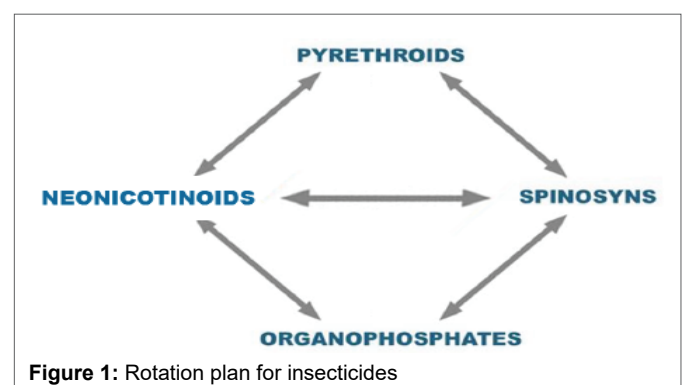 PYRETHROIDS
NEONICOTINOIDS
SPINOSYNS
ORGANOPHOSPHATES
Figure 1: Rotation plan for insecticides